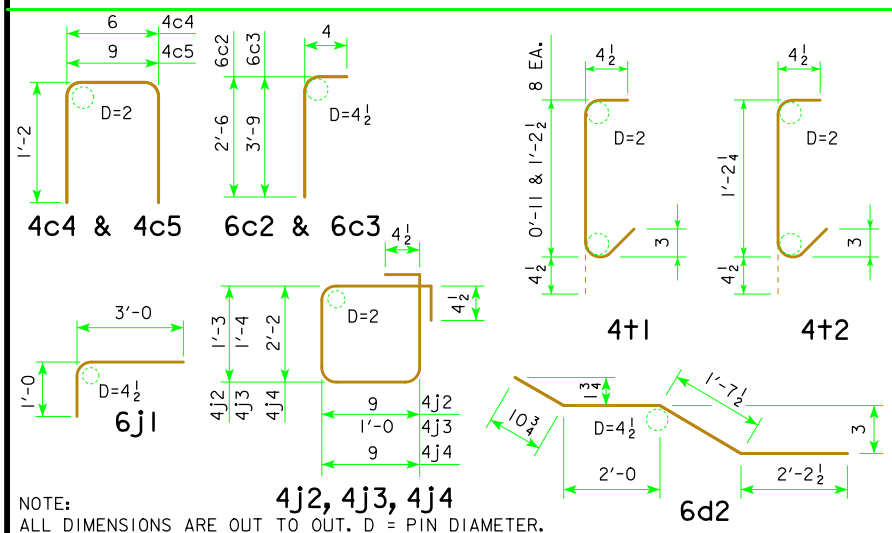 6 4c4
9 4c5
1'-2
D=2
4c4 & 4c5
6c2 6c3
4
2'-6 3'-9
D=4½
6c2 & 6c3
8 EA.
4½
0'-11 & 1'-2½
D=2
3
4½
4t1
4½
1'-2¼
D=2
3
4½
4t2
3'-0
1'-0
D=4½
6j1
4½
1'-3 1'-4 2'-2
D=2
4½
4j2 4j3 4j4
9 4j2
1'-0 4j3
9 4j4
4j2, 4j3, 4j4
1¾
1'-7½
10¾
D=4½
3
2'-0
2'-2½
6d2
NOTE:
ALL DIMENSIONS ARE OUT TO OUT. D = PIN DIAMETER.